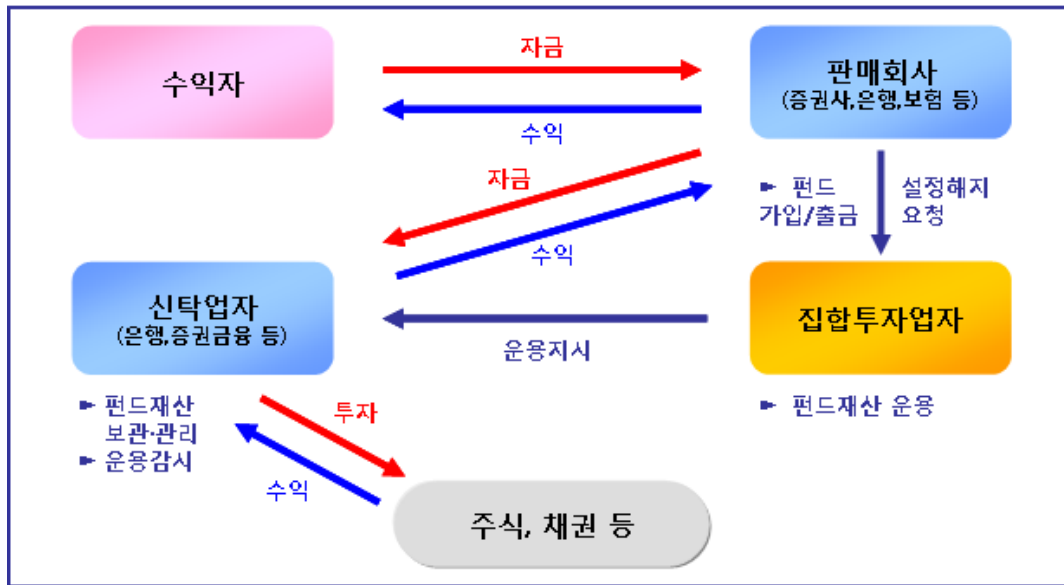 수익자
자금
수익
판매회사
(증권사,은행,보험 등)
자금
수익
► 펀드
가입/출금
설정해지
요청
신탁업자
(은행,증권금융 등)
운용지시
집합투자업자
► 펀드재산
보관·관리
► 운용감시
투자
수익
► 펀드재산 운용
주식, 채권 등